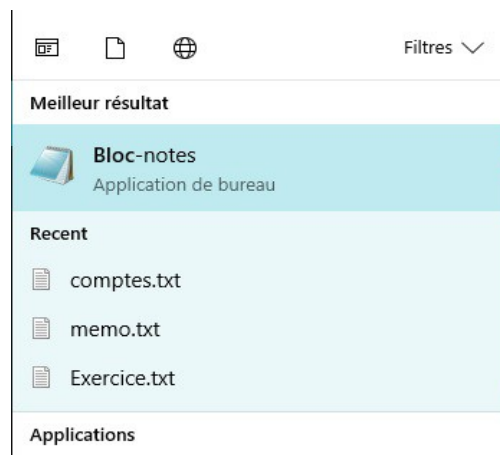 Filtres
Meilleur résultat
Bloc-notes
Application de bureau
Recent
comptes.txt
memo.txt
Exercice.txt
Applications